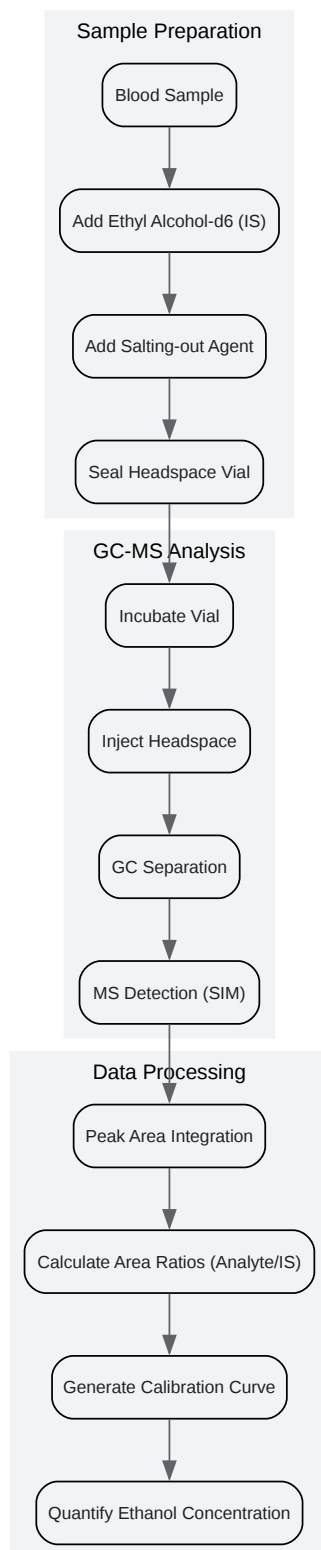 Sample Preparation
Blood Sample
Add Ethyl Alcohol-d6 (IS)
Add Salting-out Agent
Seal Headspace Vial
GC-MS Analysis
Incubate Vial
Inject Headspace
GC Separation
MS Detection (SIM)
Data Processing
Peak Area Integration
Calculate Area Ratios (Analyte/IS)
Generate Calibration Curve
Quantify Ethanol Concentration